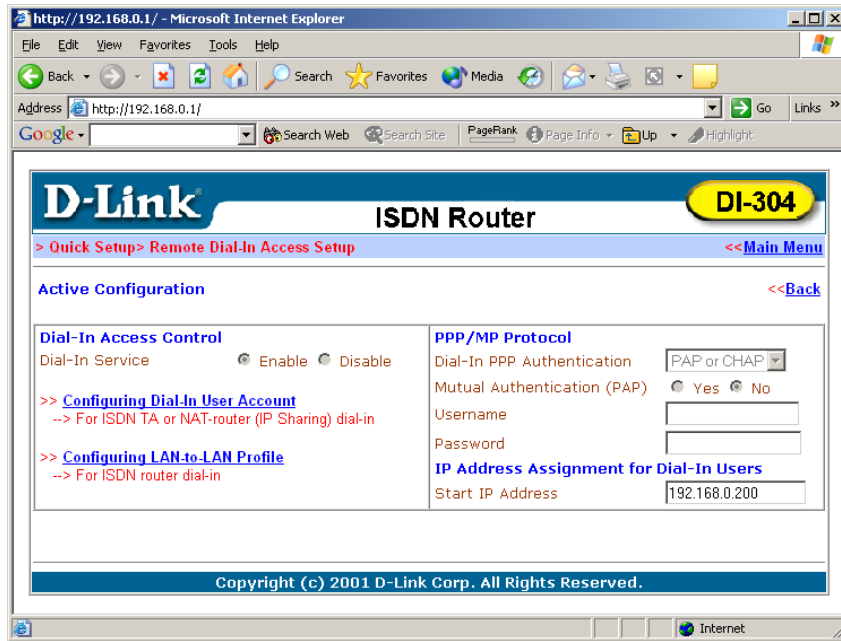 http://192.168.0.1/ - Microsoft Internet Explorer
File Edit View Favorites Tools Help
Back Search Favorites Media
Address http://192.168.0.1/ Go Links »
Google Search Web Search Site PageRank Page Info Up Highlight
D-Link
ISDN Router
DI-304
> Quick Setup> Remote Dial-In Access Setup <<Main Menu
Active Configuration <<Back
Dial-In Access Control
Dial-In Service Enable Disable
>> Configuring Dial-In User Account
--> For ISDN TA or NAT-router (IP Sharing) dial-in
>> Configuring LAN-to-LAN Profile
--> For ISDN router dial-in
PPP/MP Protocol
Dial-In PPP Authentication PAP or CHAP
Mutual Authentication (PAP) Yes No
Username
Password
IP Address Assignment for Dial-In Users
Start IP Address 192.168.0.200
Copyright (c) 2001 D-Link Corp. All Rights Reserved.
Internet